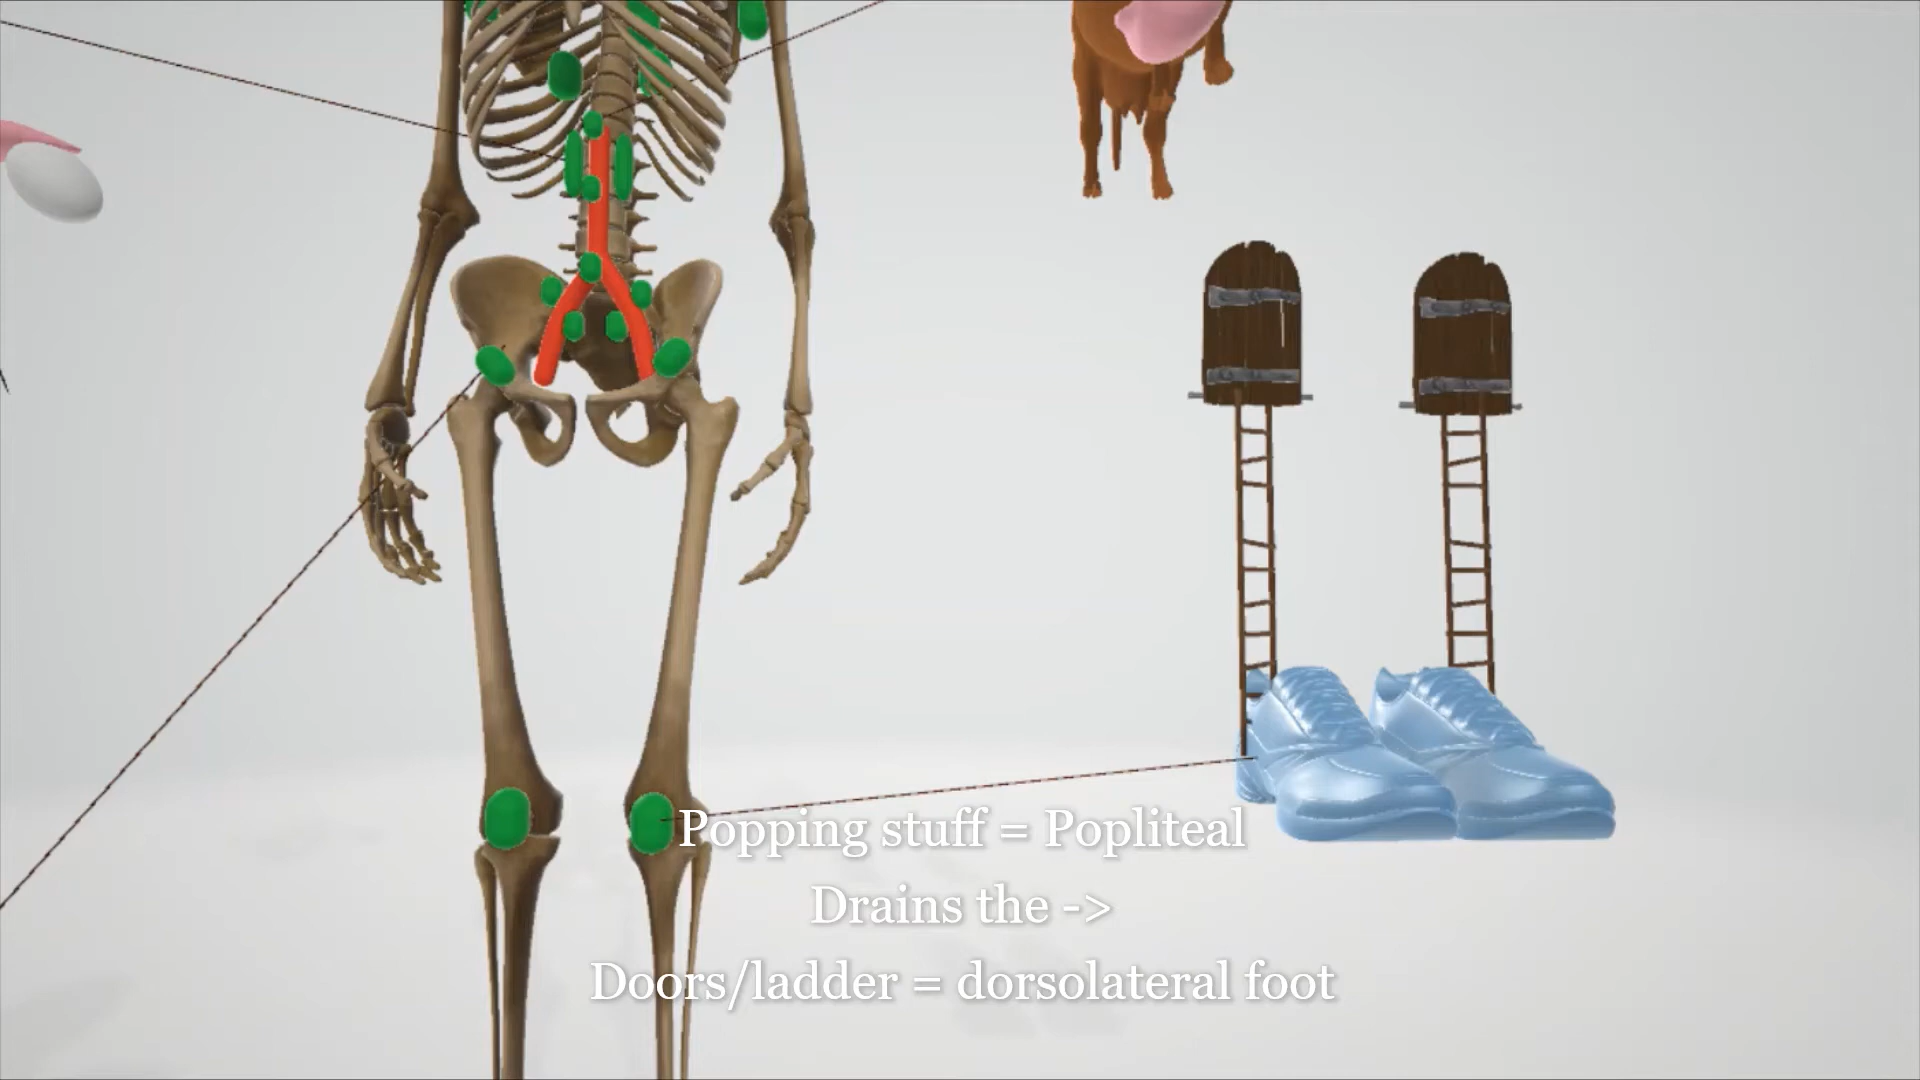 Popping stuff = Popliteal
Drains the ->
Doors/ladder = dorsolateral foot